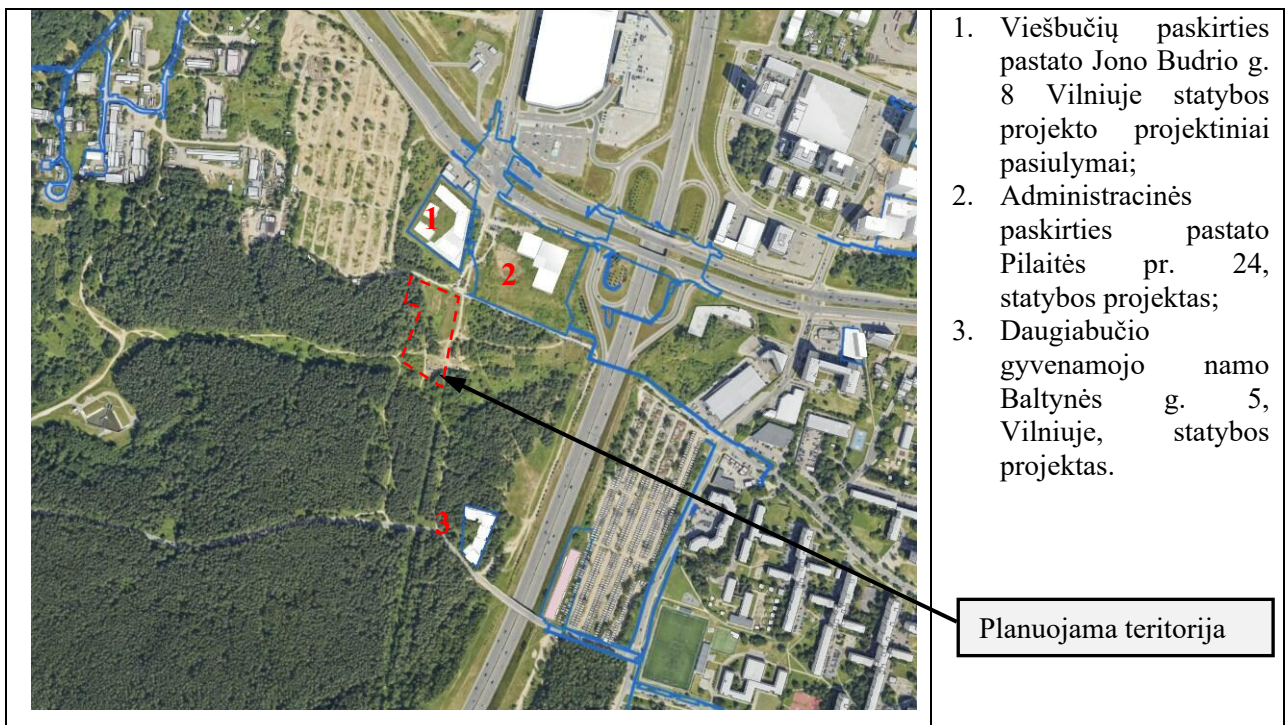 1
2
3
1. Viešbučių paskirties
pastato Jono Budrio g.
8 Vilniuje statybos
projekto projektiniai
pasiulymai;
2. Administracinės
paskirties pastato
Pilaitės pr. 24,
statybos projektas;
3. Daugiabučio
gyvenamojo namo
Baltynės g. 5,
Vilniuje, statybos
projektas.
Planuojama teritorija